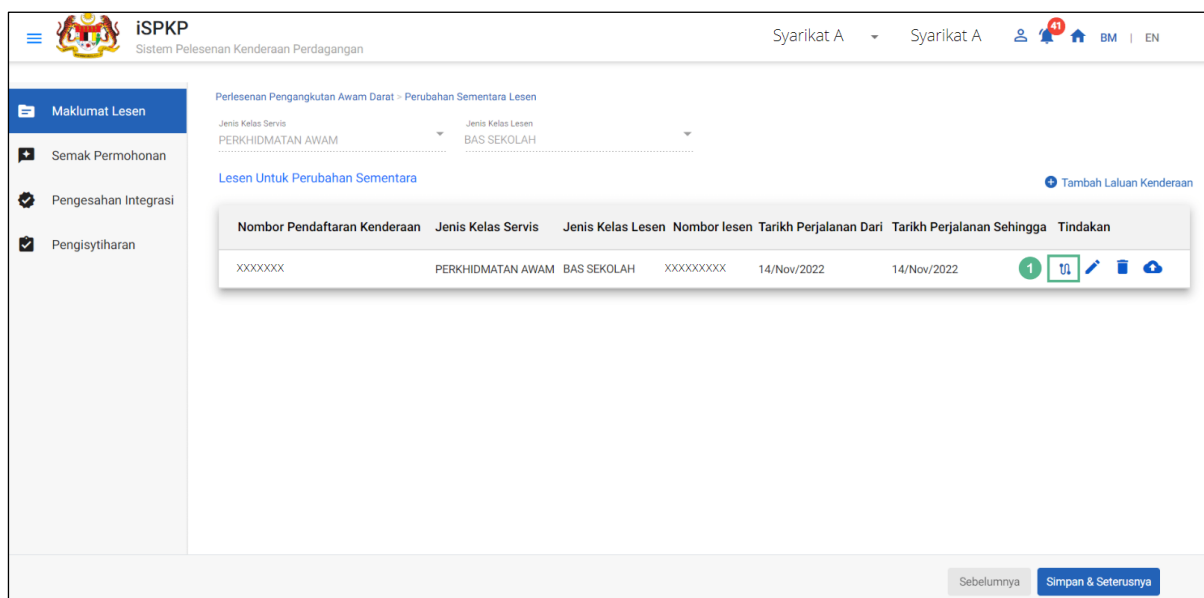 iSPKP
Sistem Pelesenan Kenderaan Perdagangan
Syarikat A
Syarikat A
41
BM | EN
Maklumat Lesen
Semak Permohonan
Pengesahan Integrasi
Pengisytiharan
Perlesenan Pengangkutan Awam Darat > Perubahan Sementara Lesen
Jenis Kelas Servis
PERKHIDMATAN AWAM
Jenis Kelas Lesen
BAS SEKOLAH
Lesen Untuk Perubahan Sementara
Tambah Laluan Kenderaan
Nombor Pendaftaran Kenderaan Jenis Kelas Servis Jenis Kelas Lesen Nombor lesen Tarikh Perjalanan Dari Tarikh Perjalanan Sehingga Tindakan
XXXXXXX PERKHIDMATAN AWAM BAS SEKOLAH XXXXXXXXX 14/Nov/2022 14/Nov/2022 1
Sebelumnya
Simpan & Seterusnya